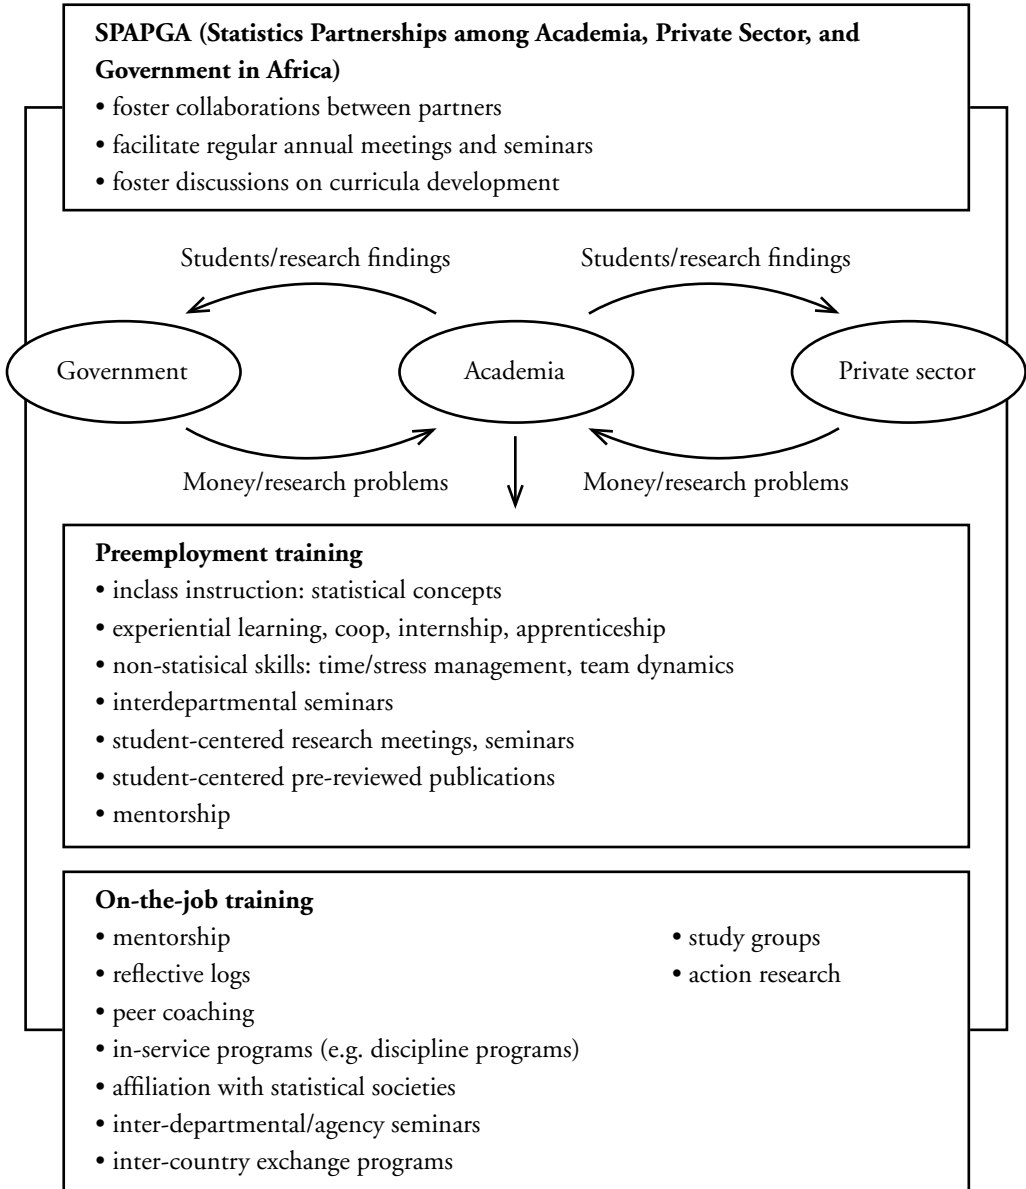 SPAPGA (Statistics Partnerships among Academia, Private Sector, and
Government in Africa)
• foster collaborations between partners
• facilitate regular annual meetings and seminars
• foster discussions on curricula development
Students/research findings
Students/research findings
Government
Academia
Private sector
Money/research problems
Money/research problems
Preemployment training
• inclass instruction: statistical concepts
• experiential learning, coop, internship, apprenticeship
• non-statisical skills: time/stress management, team dynamics
• interdepartmental seminars
• student-centered research meetings, seminars
• student-centered pre-reviewed publications
• mentorship
On-the-job training
• mentorship
• reflective logs
• peer coaching
• in-service programs (e.g. discipline programs)
• affiliation with statistical societies
• inter-departmental/agency seminars
• inter-country exchange programs
• study groups
• action research